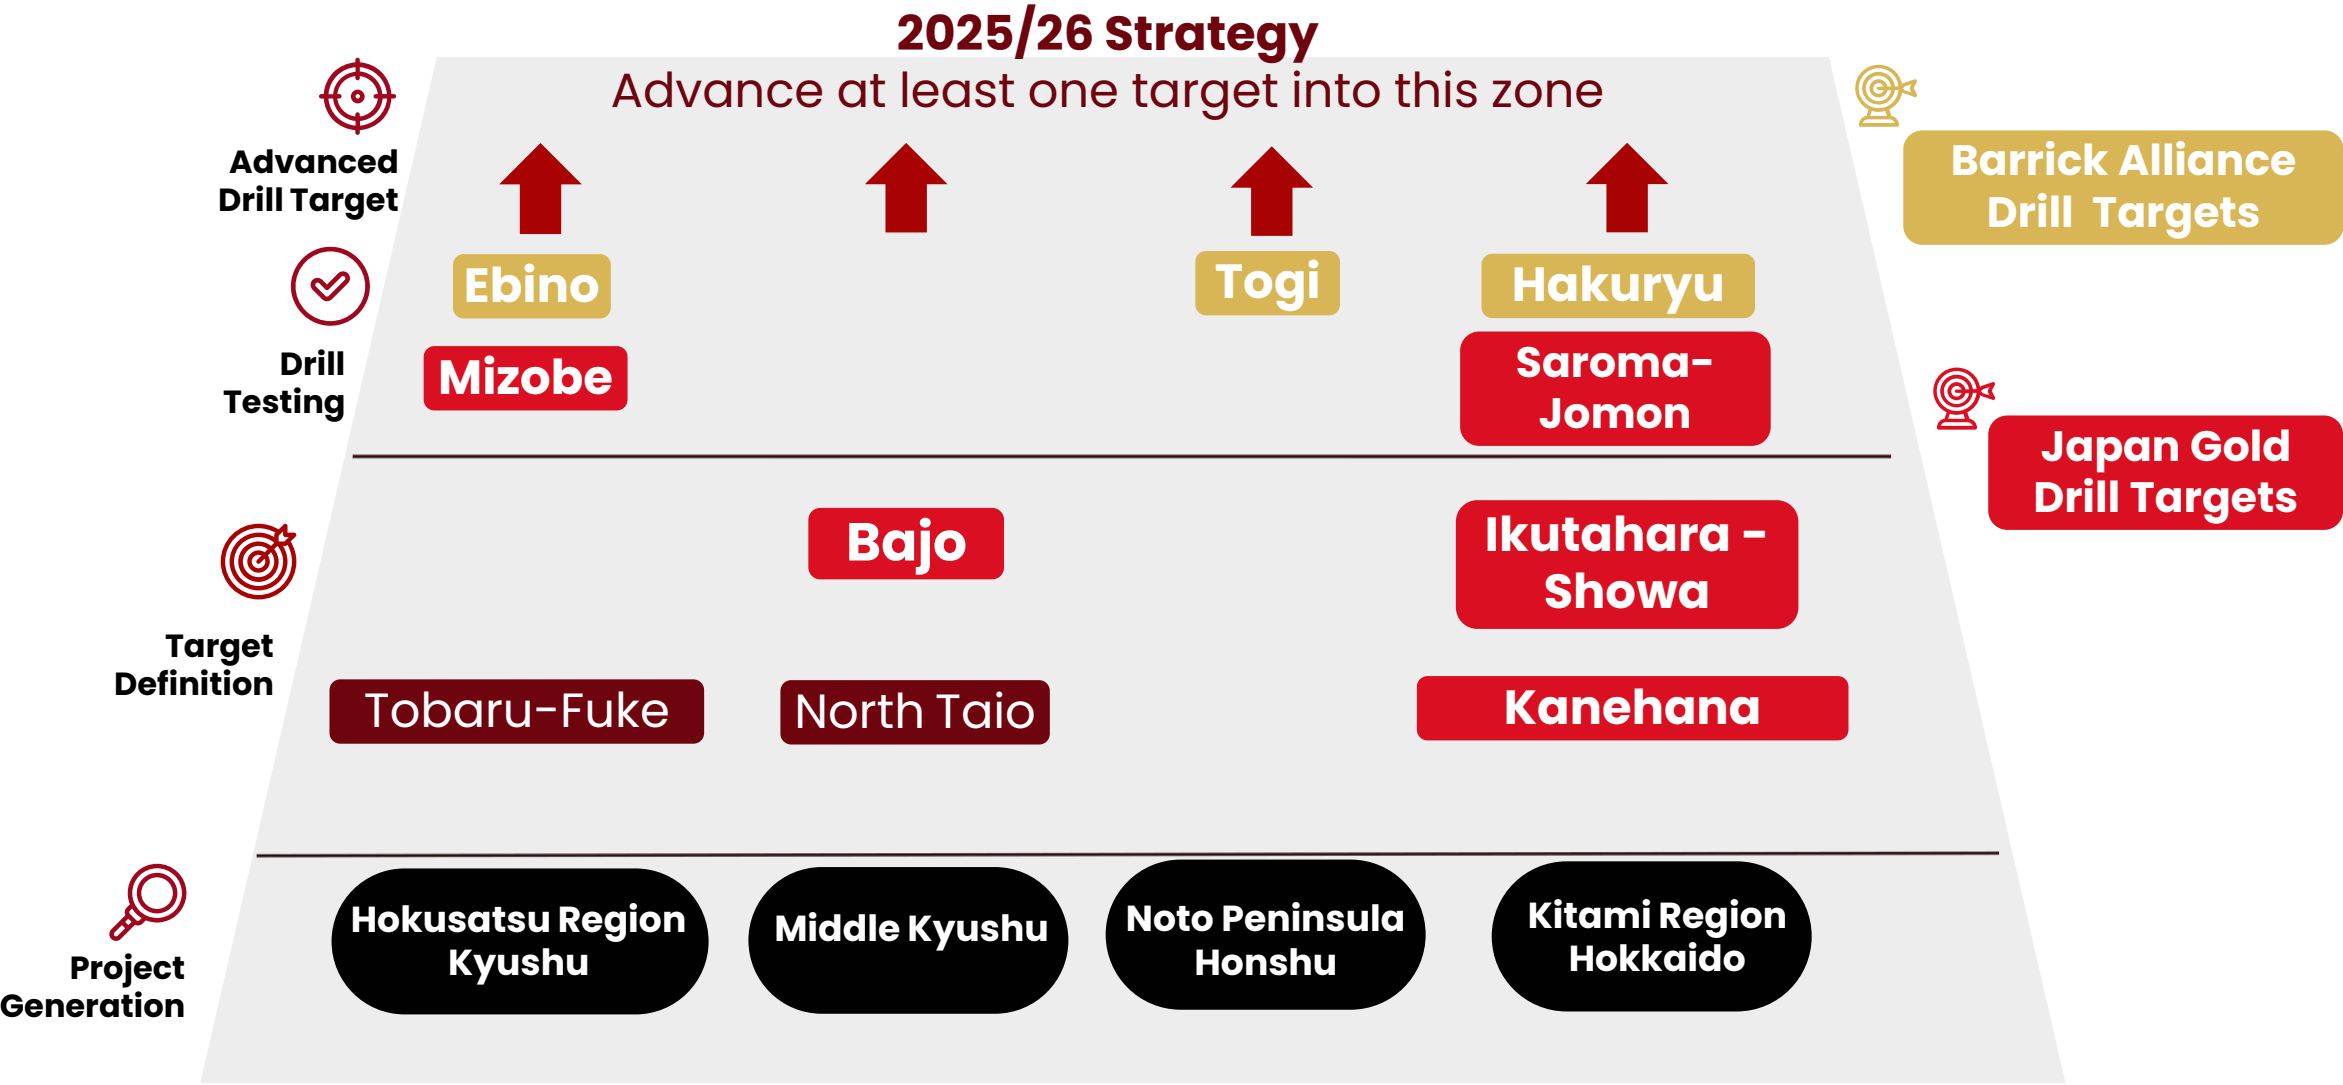 2025/26 Strategy
Advance at least one target into this zone
Advanced
Drill Target
Barrick Alliance
Drill Targets
Ebino
Togi
Hakuryu
Drill
Testing
Mizobe
Saroma-
Jomon
Japan Gold
Drill Targets
Bajo
Ikutahara -
Showa
Target
Definition
Tobaru-Fuke
North Taio
Kanehana
Project
Generation
Hokusatsu Region
Kyushu
Middle Kyushu
Noto Peninsula
Honshu
Kitami Region
Hokkaido